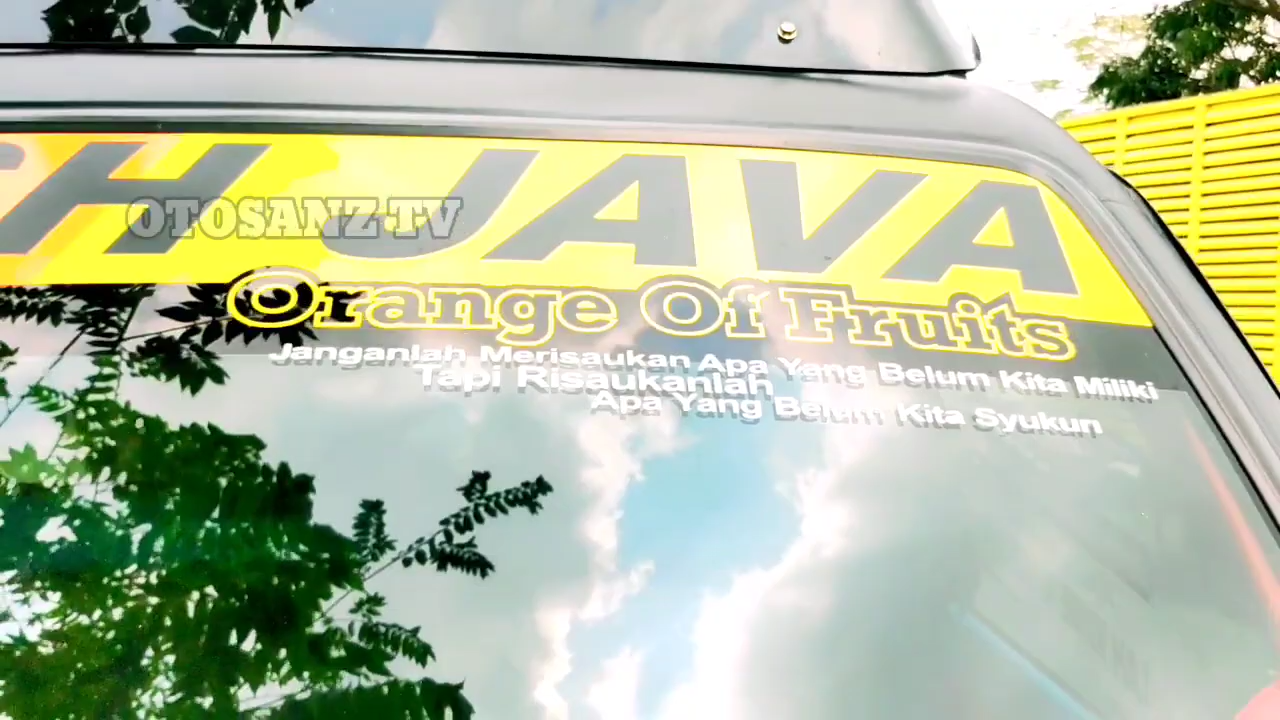 CH JAVA
OTOSANZ TV
Orange Of Fruits
Janganlah Merisaukan Apa Yang Belum Kita Miliki
Tapi Risaukanlah
Apa Yang Belum Kita Syukuri